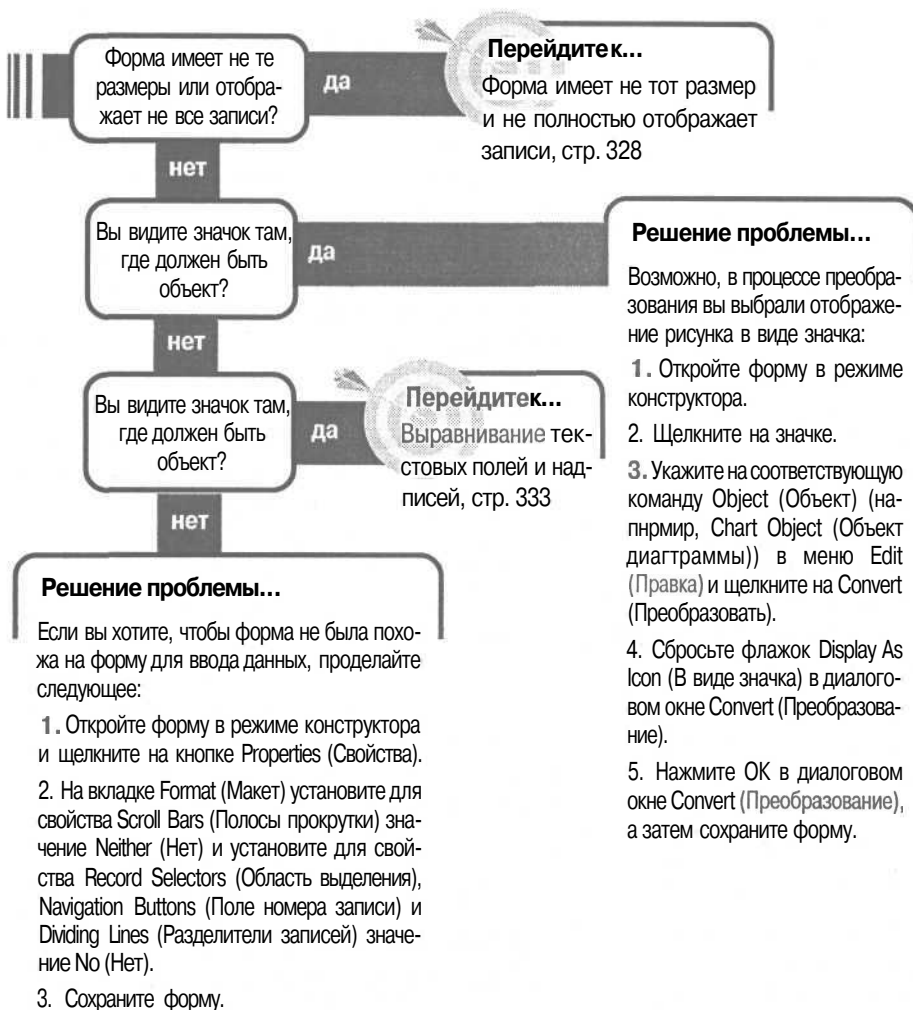 Форма имеет не те
размеры или отобра-
жает не все записи?
да
Перейдите к...
Форма имеет не тот размер
и не полностью отображает
записи, стр. 328
нет
Вы видите значок там,
где должен быть
объект?
да
Решение проблемы...
Возможно, в процессе преобра-
зования вы выбрали отображе-
ние рисунка в виде значка:
1. Откройте форму в режиме
конструктора.
2. Щелкните на значке.
3. Укажите на соответствующую
команду Object (Объект) (на-
пнрмир, Chart Object (Объект
диагтраммы)) в меню Edit
(Правка) и щелкните на Convert
(Преобразовать).
4. Сбросьте флажок Display As
Icon (В виде значка) в диалого-
вом окне Convert (Преобразова-
ние).
5. Нажмите OK в диалоговом
окне Convert (Преобразование),
а затем сохраните форму.
нет
Вы видите значок там,
где должен быть
объект?
да
Перейдите к...
Выравнивание тек-
стовых полей и над-
писей, стр. 333
нет
Решение проблемы...
Если вы хотите, чтобы форма не была похо-
жа на форму для ввода данных, проделайте
следующее:
1. Откройте форму в режиме конструктора
и щелкните на кнопке Properties (Свойства).
2. На вкладке Format (Макет) установите для
свойства Scroll Bars (Полосы прокрутки) зна-
чение Neither (Нет) и установите для свой-
ства Record Selectors (Область выделения),
Navigation Buttons (Поле номера записи) и
Dividing Lines (Разделители записей) значе-
ние No (Нет).
3. Сохраните форму.